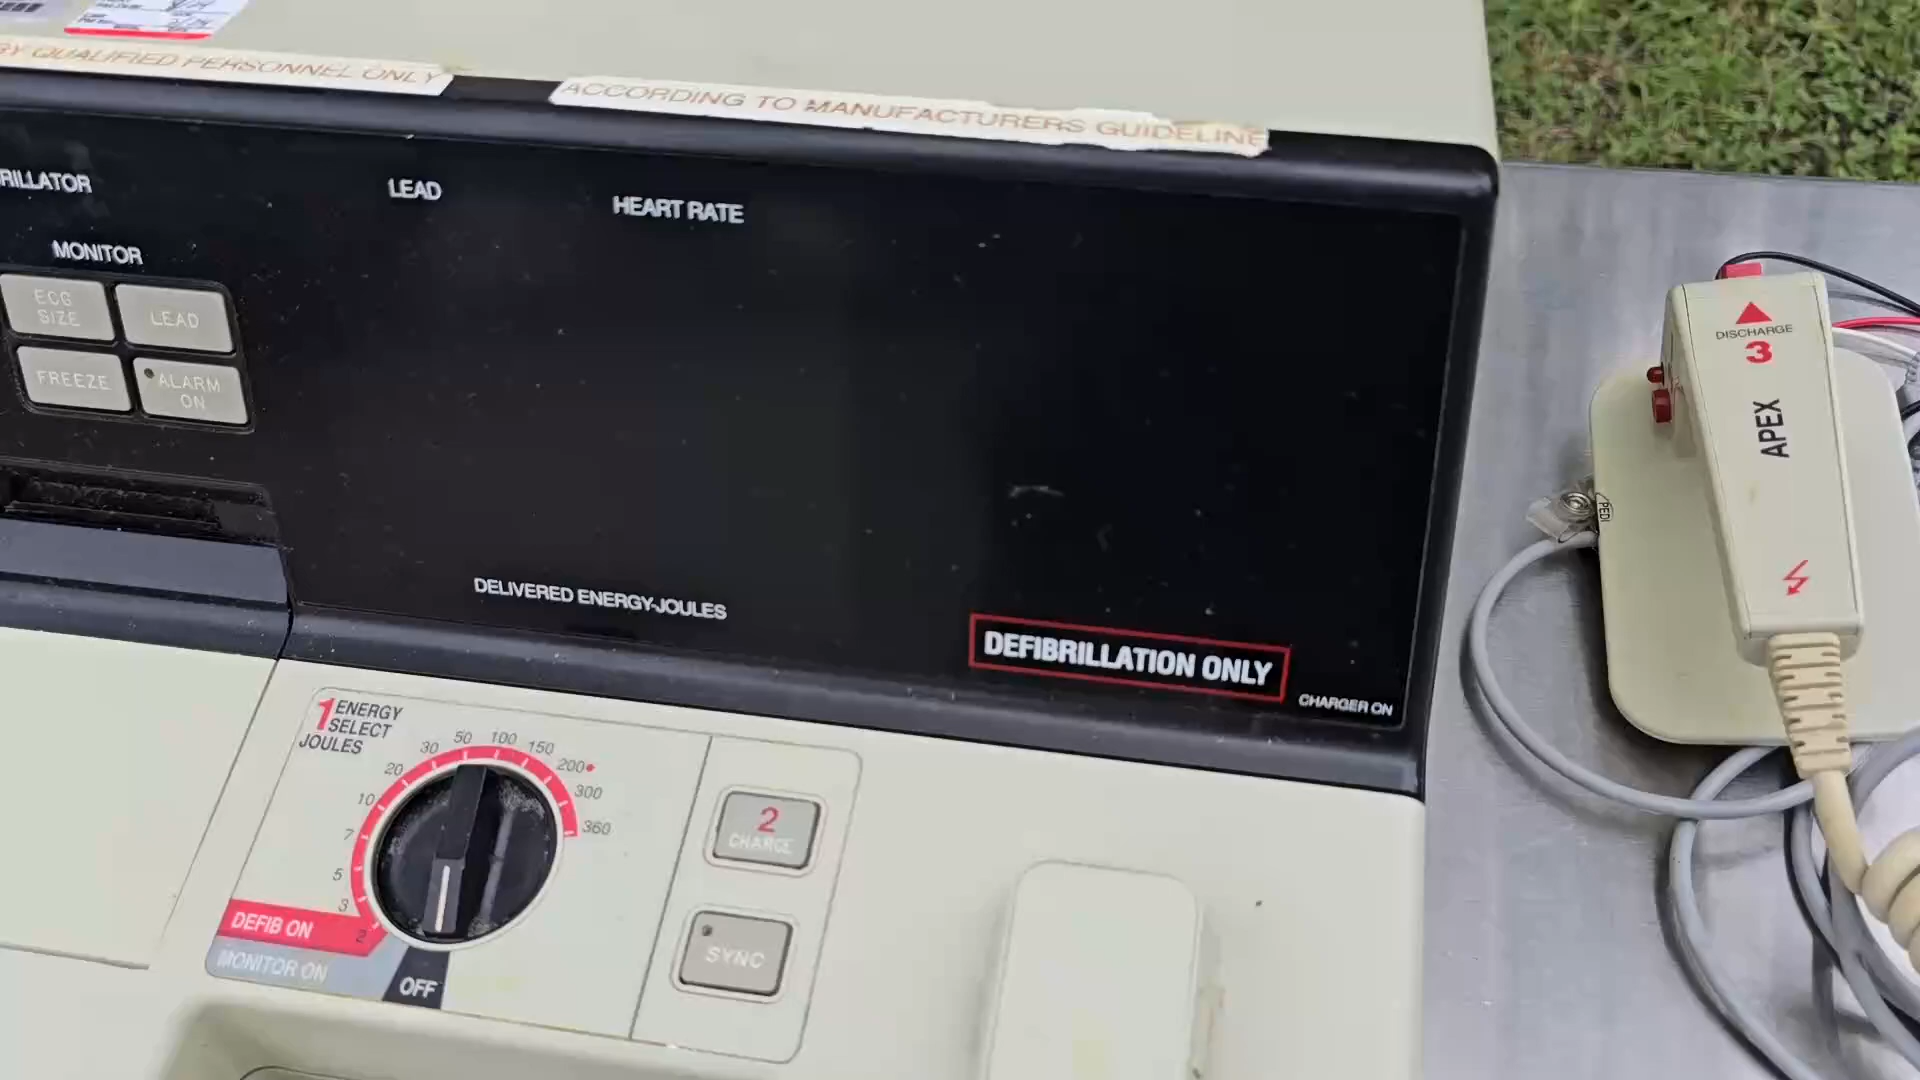 BY QUALIFIED PERSONNEL ONLY
ACCORDING TO MANUFACTURERS GUIDELINE
RILLATOR
LEAD
HEART RATE
MONITOR
ECG
SIZE
LEAD
FREEZE
ALARM
ON
DELIVERED ENERGY-JOULES
DEFIBRILLATION ONLY
CHARGER ON
1 ENERGY
SELECT
JOULES
2
3
5
7
10
20
30
50
100
150
200
300
360
DEFIB ON
MONITOR ON
OFF
2
CHARGE
SYNC
DISCHARGE
3
APEX
PEDI